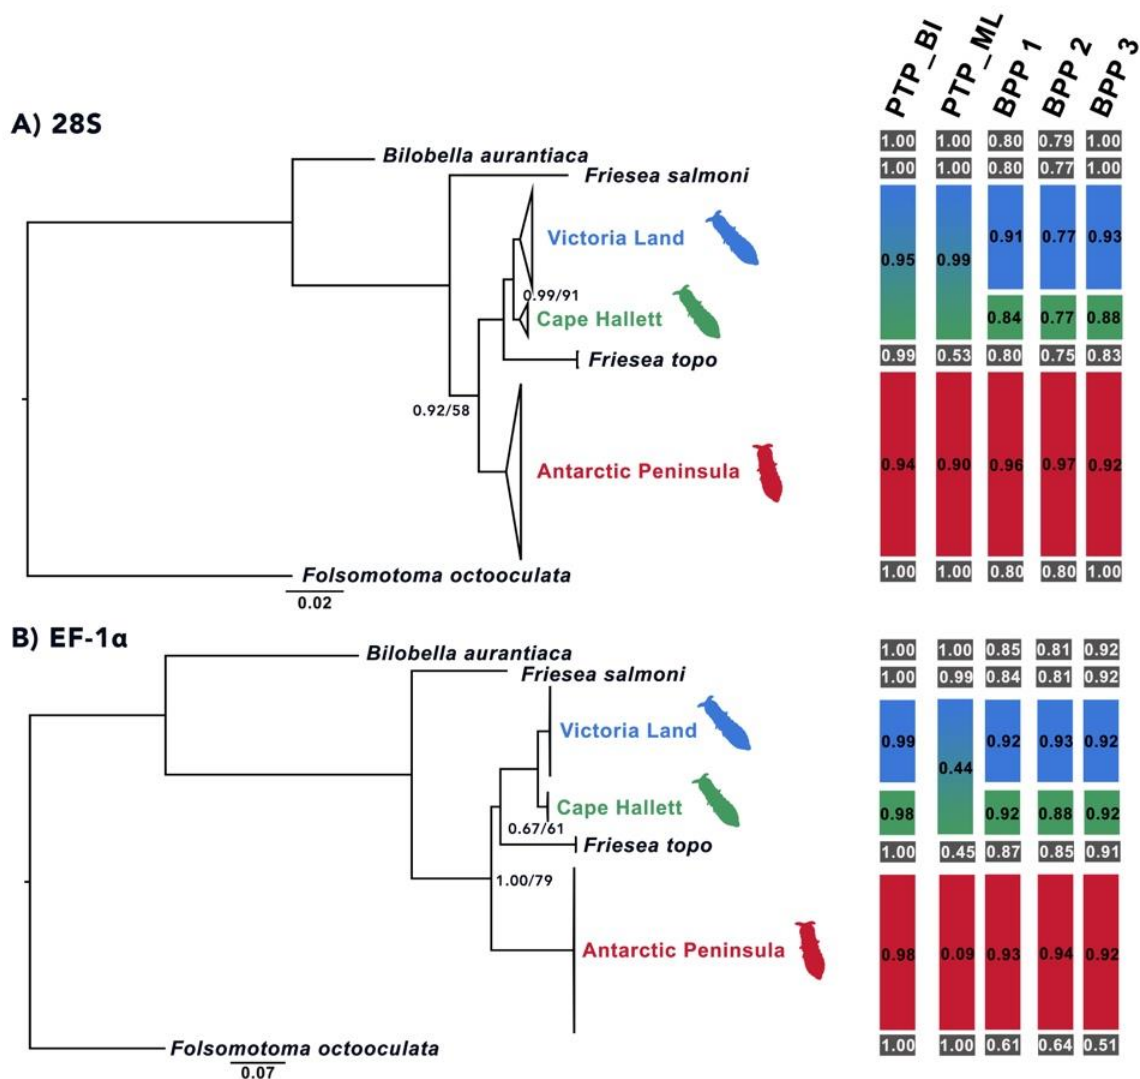 PTP_BI PTP_ML BPP 1 BPP 2 BPP 3
A) 28S
1.00 1.00 0.80 0.79 1.00
Bilobella aurantiaca
1.00 1.00 0.80 0.77 1.00
Friesea salmoni
Victoria Land
0.95 0.99 0.91 0.77 0.93
0.99/91
Cape Hallett
0.84 0.77 0.88
Friesea topo
0.99 0.53 0.80 0.75 0.83
0.92/58
Antarctic Peninsula
0.94 0.90 0.96 0.97 0.92
Folsomotoma octooculata
1.00 1.00 0.80 0.80 1.00
0.02
B) EF-1α
1.00 1.00 0.85 0.81 0.92
Bilobella aurantiaca
1.00 0.99 0.84 0.81 0.92
Friesea salmoni
Victoria Land
0.99 0.44 0.92 0.93 0.92
Cape Hallett
0.98 0.92 0.88 0.92
0.67/61
Friesea topo
1.00 0.45 0.87 0.85 0.91
1.00/79
Antarctic Peninsula
0.98 0.09 0.93 0.94 0.92
Folsomotoma octooculata
1.00 1.00 0.61 0.64 0.51
0.07